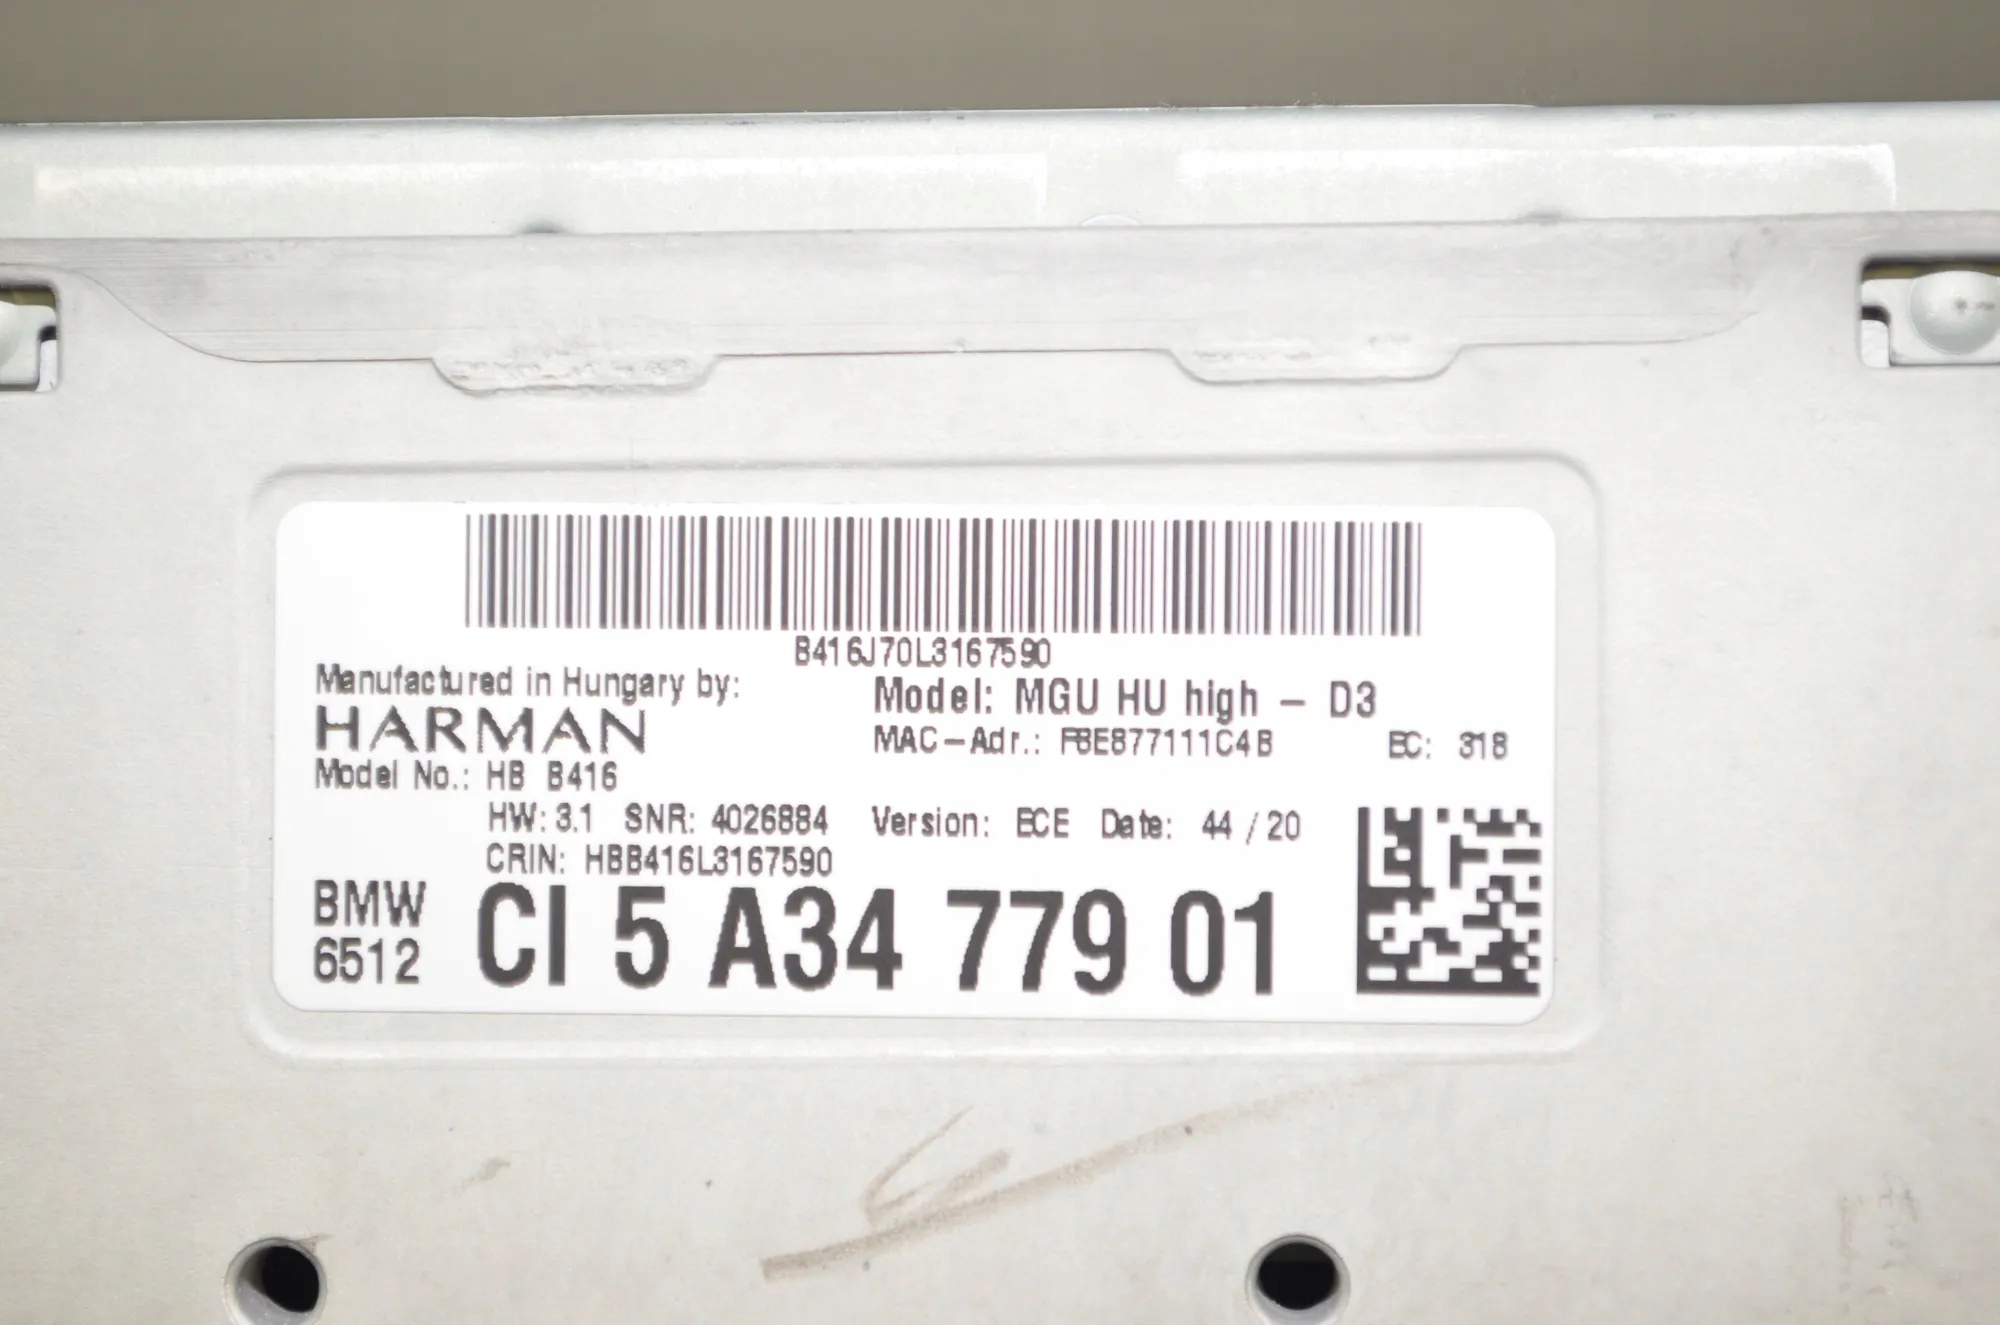 B416J70L3167590
Manufactured in Hungary by:
HARMAN
Model: MGU HU high - D3
MAC-Adr.: F8E877111C4B EC: 318
Model No.: HB B416
HW: 3.1 SNR: 4026884 Version: ECE Date: 44 / 20
CRIN: HBB416L3167590
BMW
6512
CI 5 A34 779 01